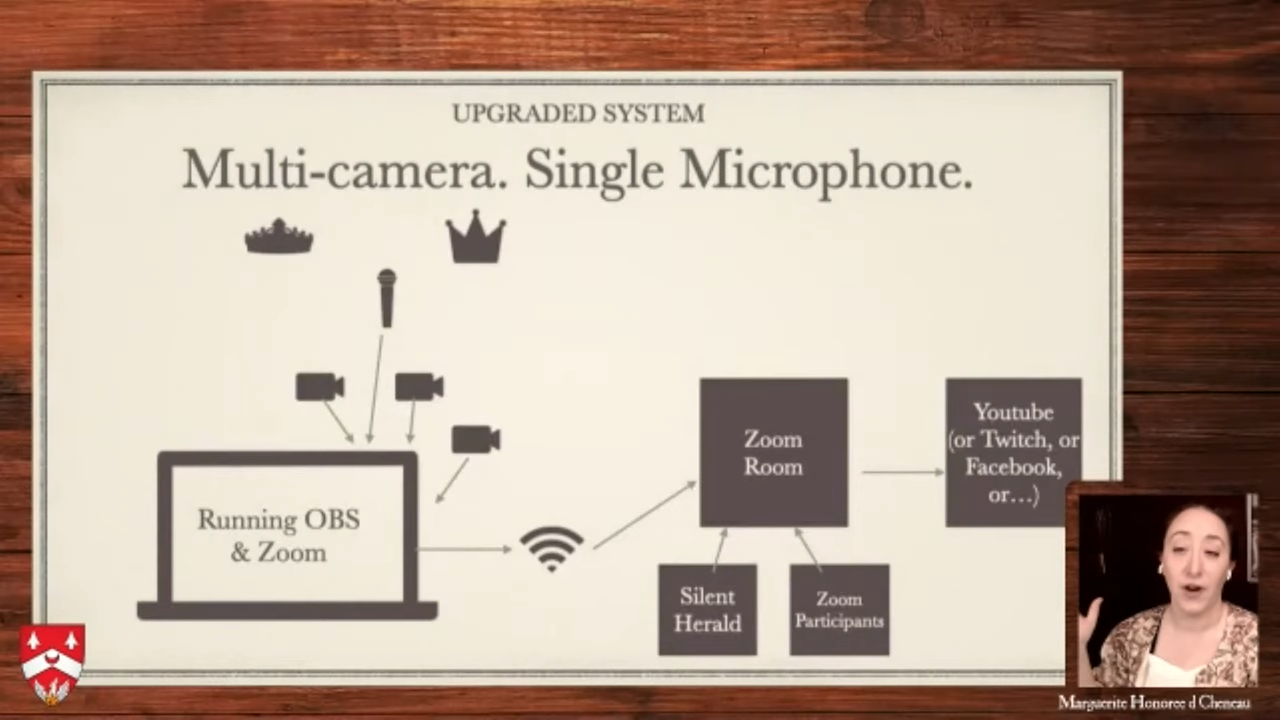 UPGRADED SYSTEM
Multi-camera. Single Microphone.
Running OBS
& Zoom
Zoom
Room
Youtube
(or Twitch, or
Facebook,
or...)
Silent
Herald
Zoom
Participants
Marguerite Honoree d Cheneau